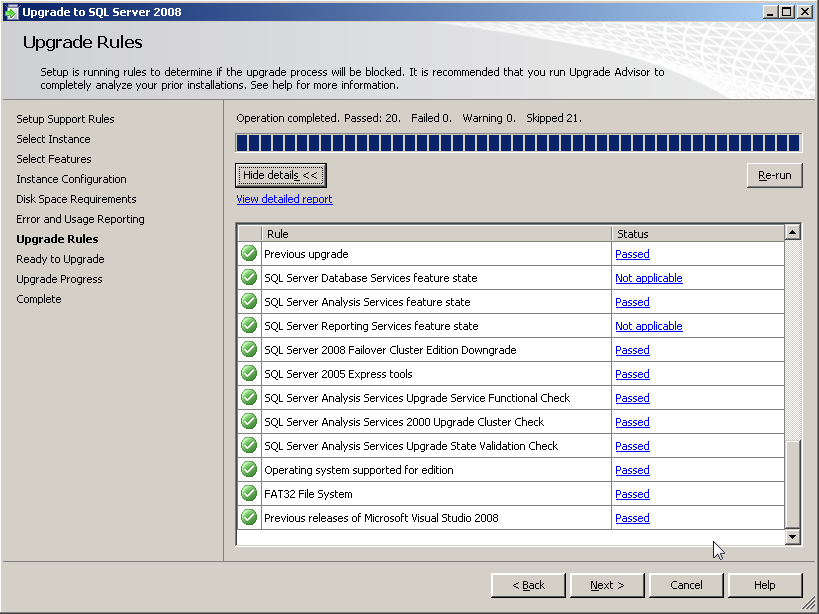 Upgrade to SQL Server 2008
Upgrade Rules
Setup is running rules to determine if the upgrade process will be blocked. It is recommended that you run Upgrade Advisor to
completely analyze your prior installations. See help for more information.
Setup Support Rules
Select Instance
Select Features
Instance Configuration
Disk Space Requirements
Error and Usage Reporting
Upgrade Rules
Ready to Upgrade
Upgrade Progress
Complete
Operation completed. Passed: 20. Failed 0. Warning 0. Skipped 21.
Hide details <<
Re-run
View detailed report
Rule Status
Previous upgrade Passed
SQL Server Database Services feature state Not applicable
SQL Server Analysis Services feature state Passed
SQL Server Reporting Services feature state Not applicable
SQL Server 2008 Failover Cluster Edition Downgrade Passed
SQL Server 2005 Express tools Passed
SQL Server Analysis Services Upgrade Service Functional Check Passed
SQL Server Analysis Services 2000 Upgrade Cluster Check Passed
SQL Server Analysis Services Upgrade State Validation Check Passed
Operating system supported for edition Passed
FAT32 File System Passed
Previous releases of Microsoft Visual Studio 2008 Passed
< Back Next > Cancel Help